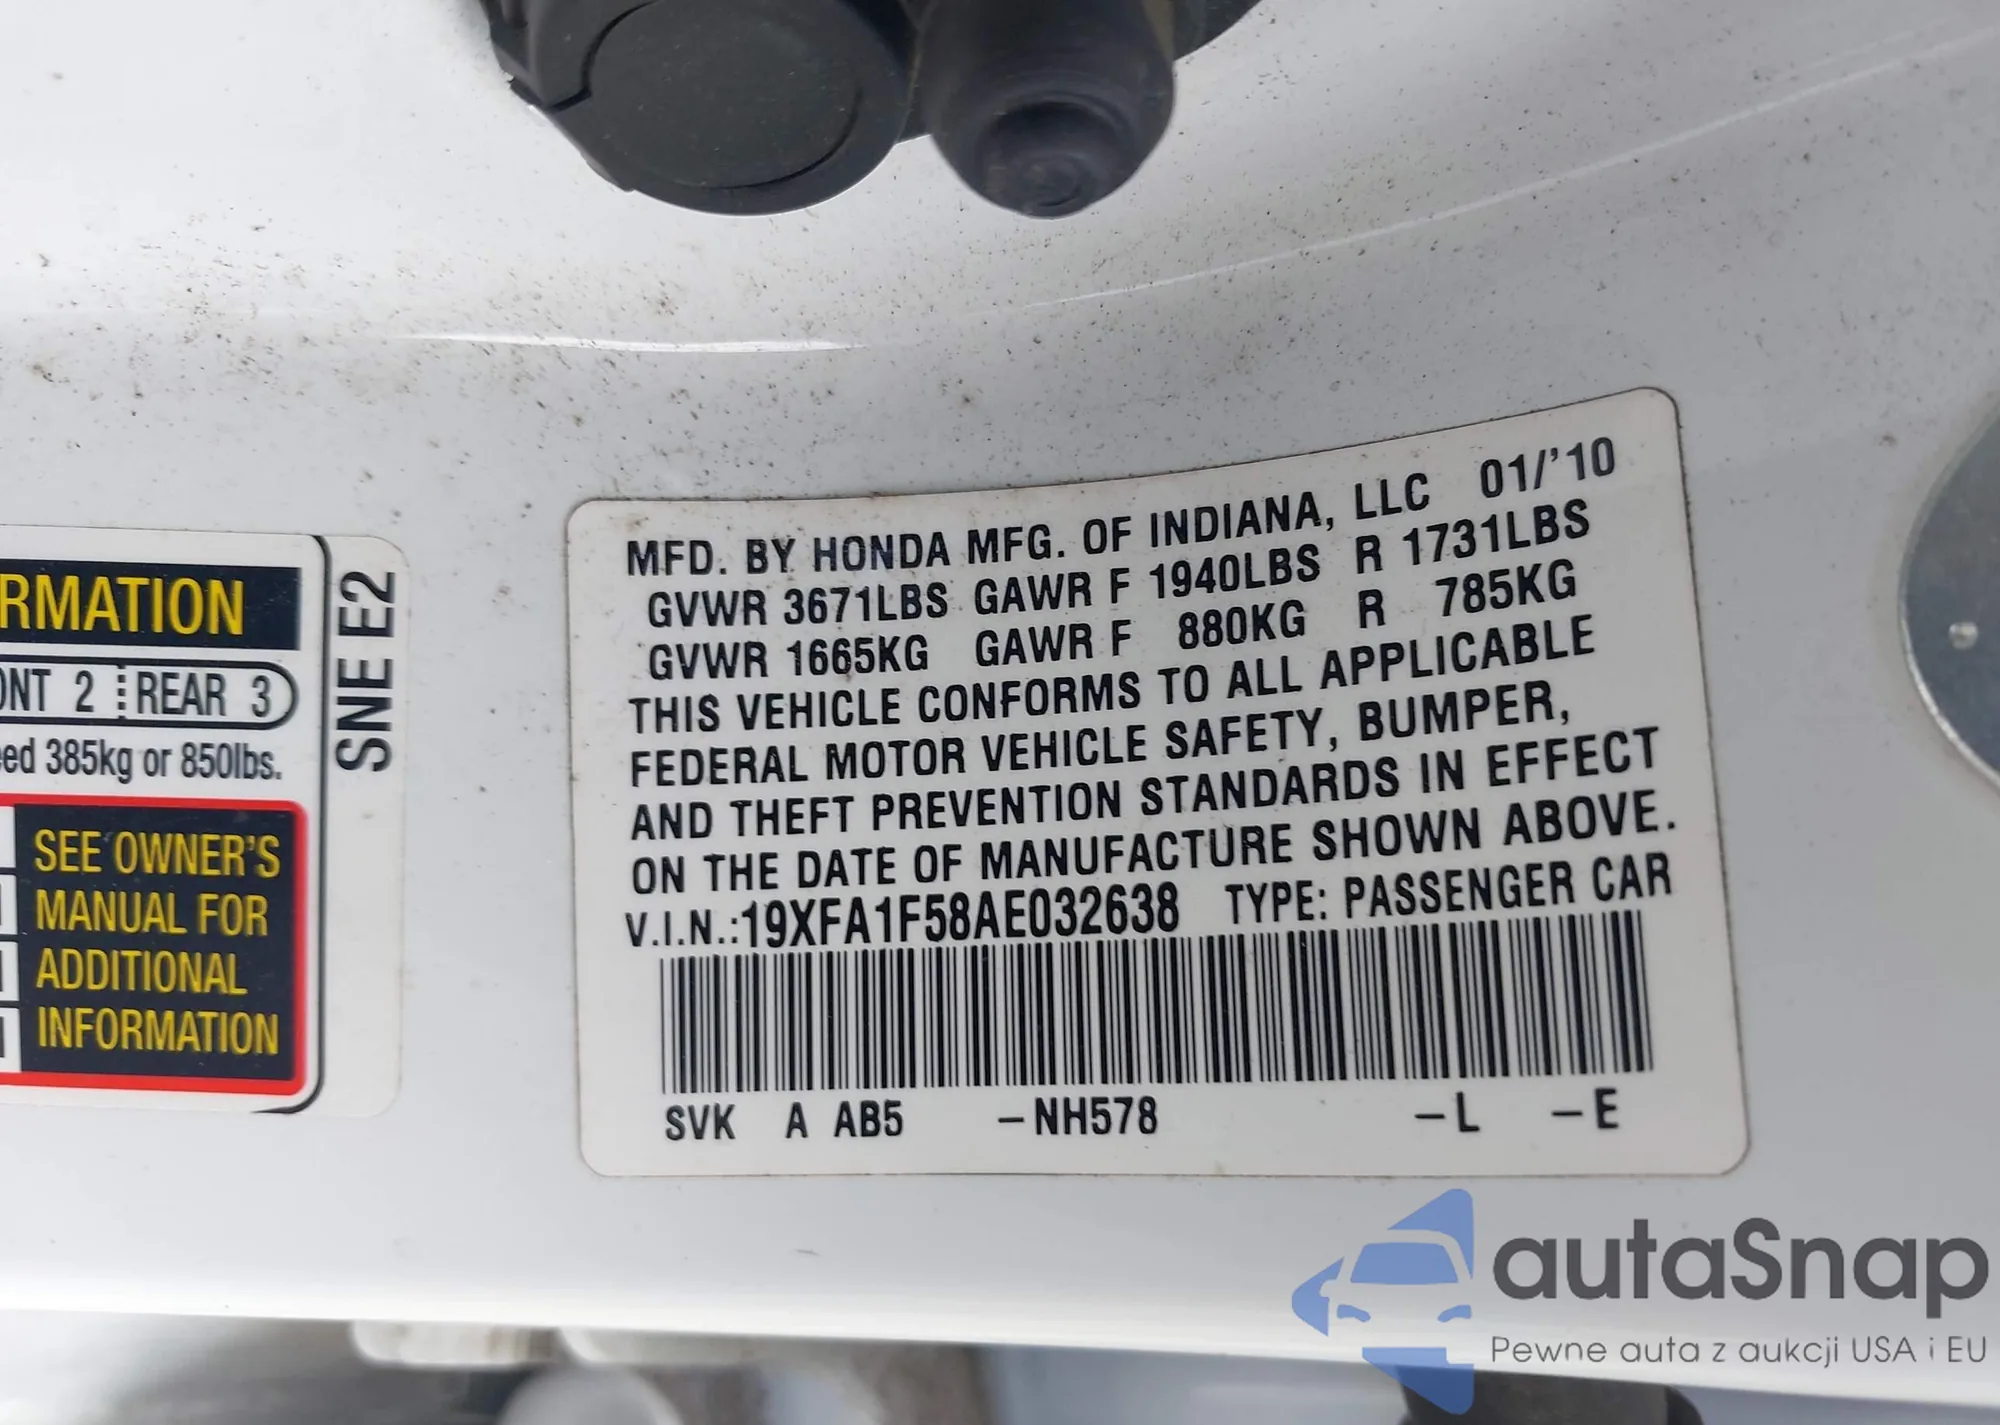 RMATION
ONT 2 REAR 3
ed 385kg or 850lbs.
SEE OWNER'S
MANUAL FOR
ADDITIONAL
INFORMATION
SNE E2
MFD. BY HONDA MFG. OF INDIANA, LLC 01/'10
GVWR 3671LBS GAWR F 1940LBS R 1731LBS
GVWR 1665KG GAWR F 880KG R 785KG
THIS VEHICLE CONFORMS TO ALL APPLICABLE
FEDERAL MOTOR VEHICLE SAFETY, BUMPER,
AND THEFT PREVENTION STANDARDS IN EFFECT
ON THE DATE OF MANUFACTURE SHOWN ABOVE.
V.I.N.:19XFA1F58AE032638 TYPE: PASSENGER CAR
SVK A AB5 -NH578 -L -E
autaSnap
Pewne auta z aukcji USA i EU